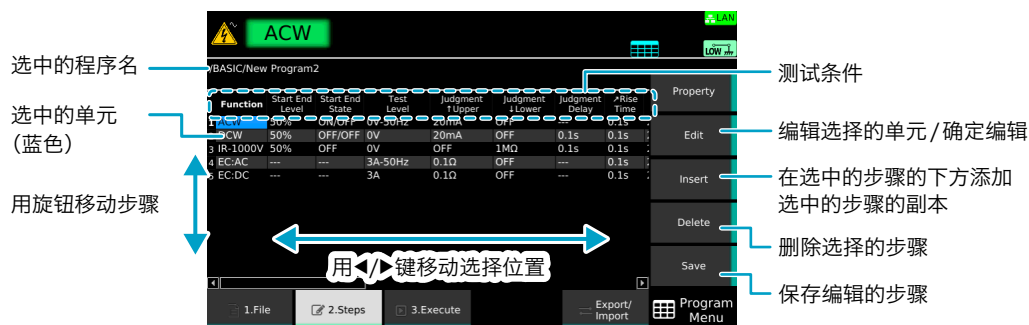 LAN
ACW
LOW
选中的程序名
/BASIC/New Program2
测试条件
Property
Function Start End Level Start End State Test Level Judgment ↑Upper Judgment ↓Lower Judgment Delay ↗Rise Time
选中的单元
(蓝色)
1 ACW 50% ON/OFF 0V-50Hz 20mA OFF --- 0.1s
DCW 50% OFF/OFF 0V 20mA OFF 0.1s 0.1s
3 IR-1000V 50% OFF 0V OFF 1MΩ 0.1s 0.1s
4 EC:AC --- --- 3A-50Hz 0.1Ω OFF --- 0.1s
5 EC:DC --- --- 3A 0.1Ω OFF --- 0.1s
Edit
编辑选择的单元/确定编辑
Insert
在选中的步骤的下方添加
选中的步骤的副本
用旋钮移动步骤
Delete
删除选择的步骤
用◀/▶键移动选择位置
Save
保存编辑的步骤
1.File
2.Steps
3.Execute
Export/
Import
Program
Menu